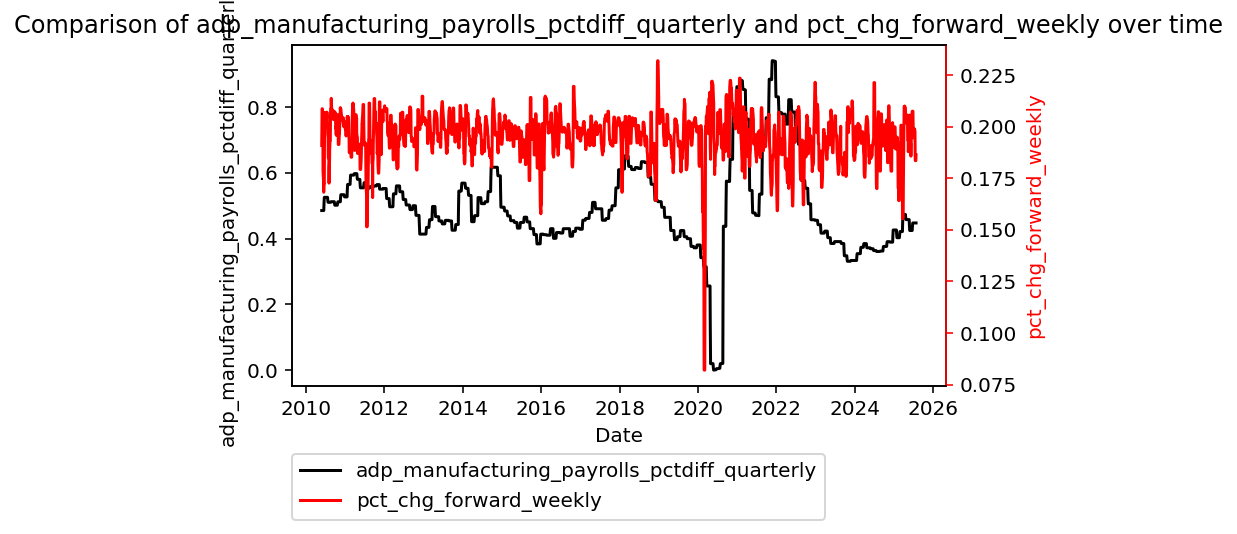 Comparison of adp_manufacturing_payrolls_pctdiff_quarterly and pct_chg_forward_weekly over time
adp_manufacturing_payrolls_pctdiff_quarterly
0.8
0.6
0.4
0.2
0.0
0.225
0.200
0.175
0.150
0.125
0.100
0.075
pct_chg_forward_weekly
2010 2012 2014 2016 2018 2020 2022 2024 2026
Date
adp_manufacturing_payrolls_pctdiff_quarterly
pct_chg_forward_weekly